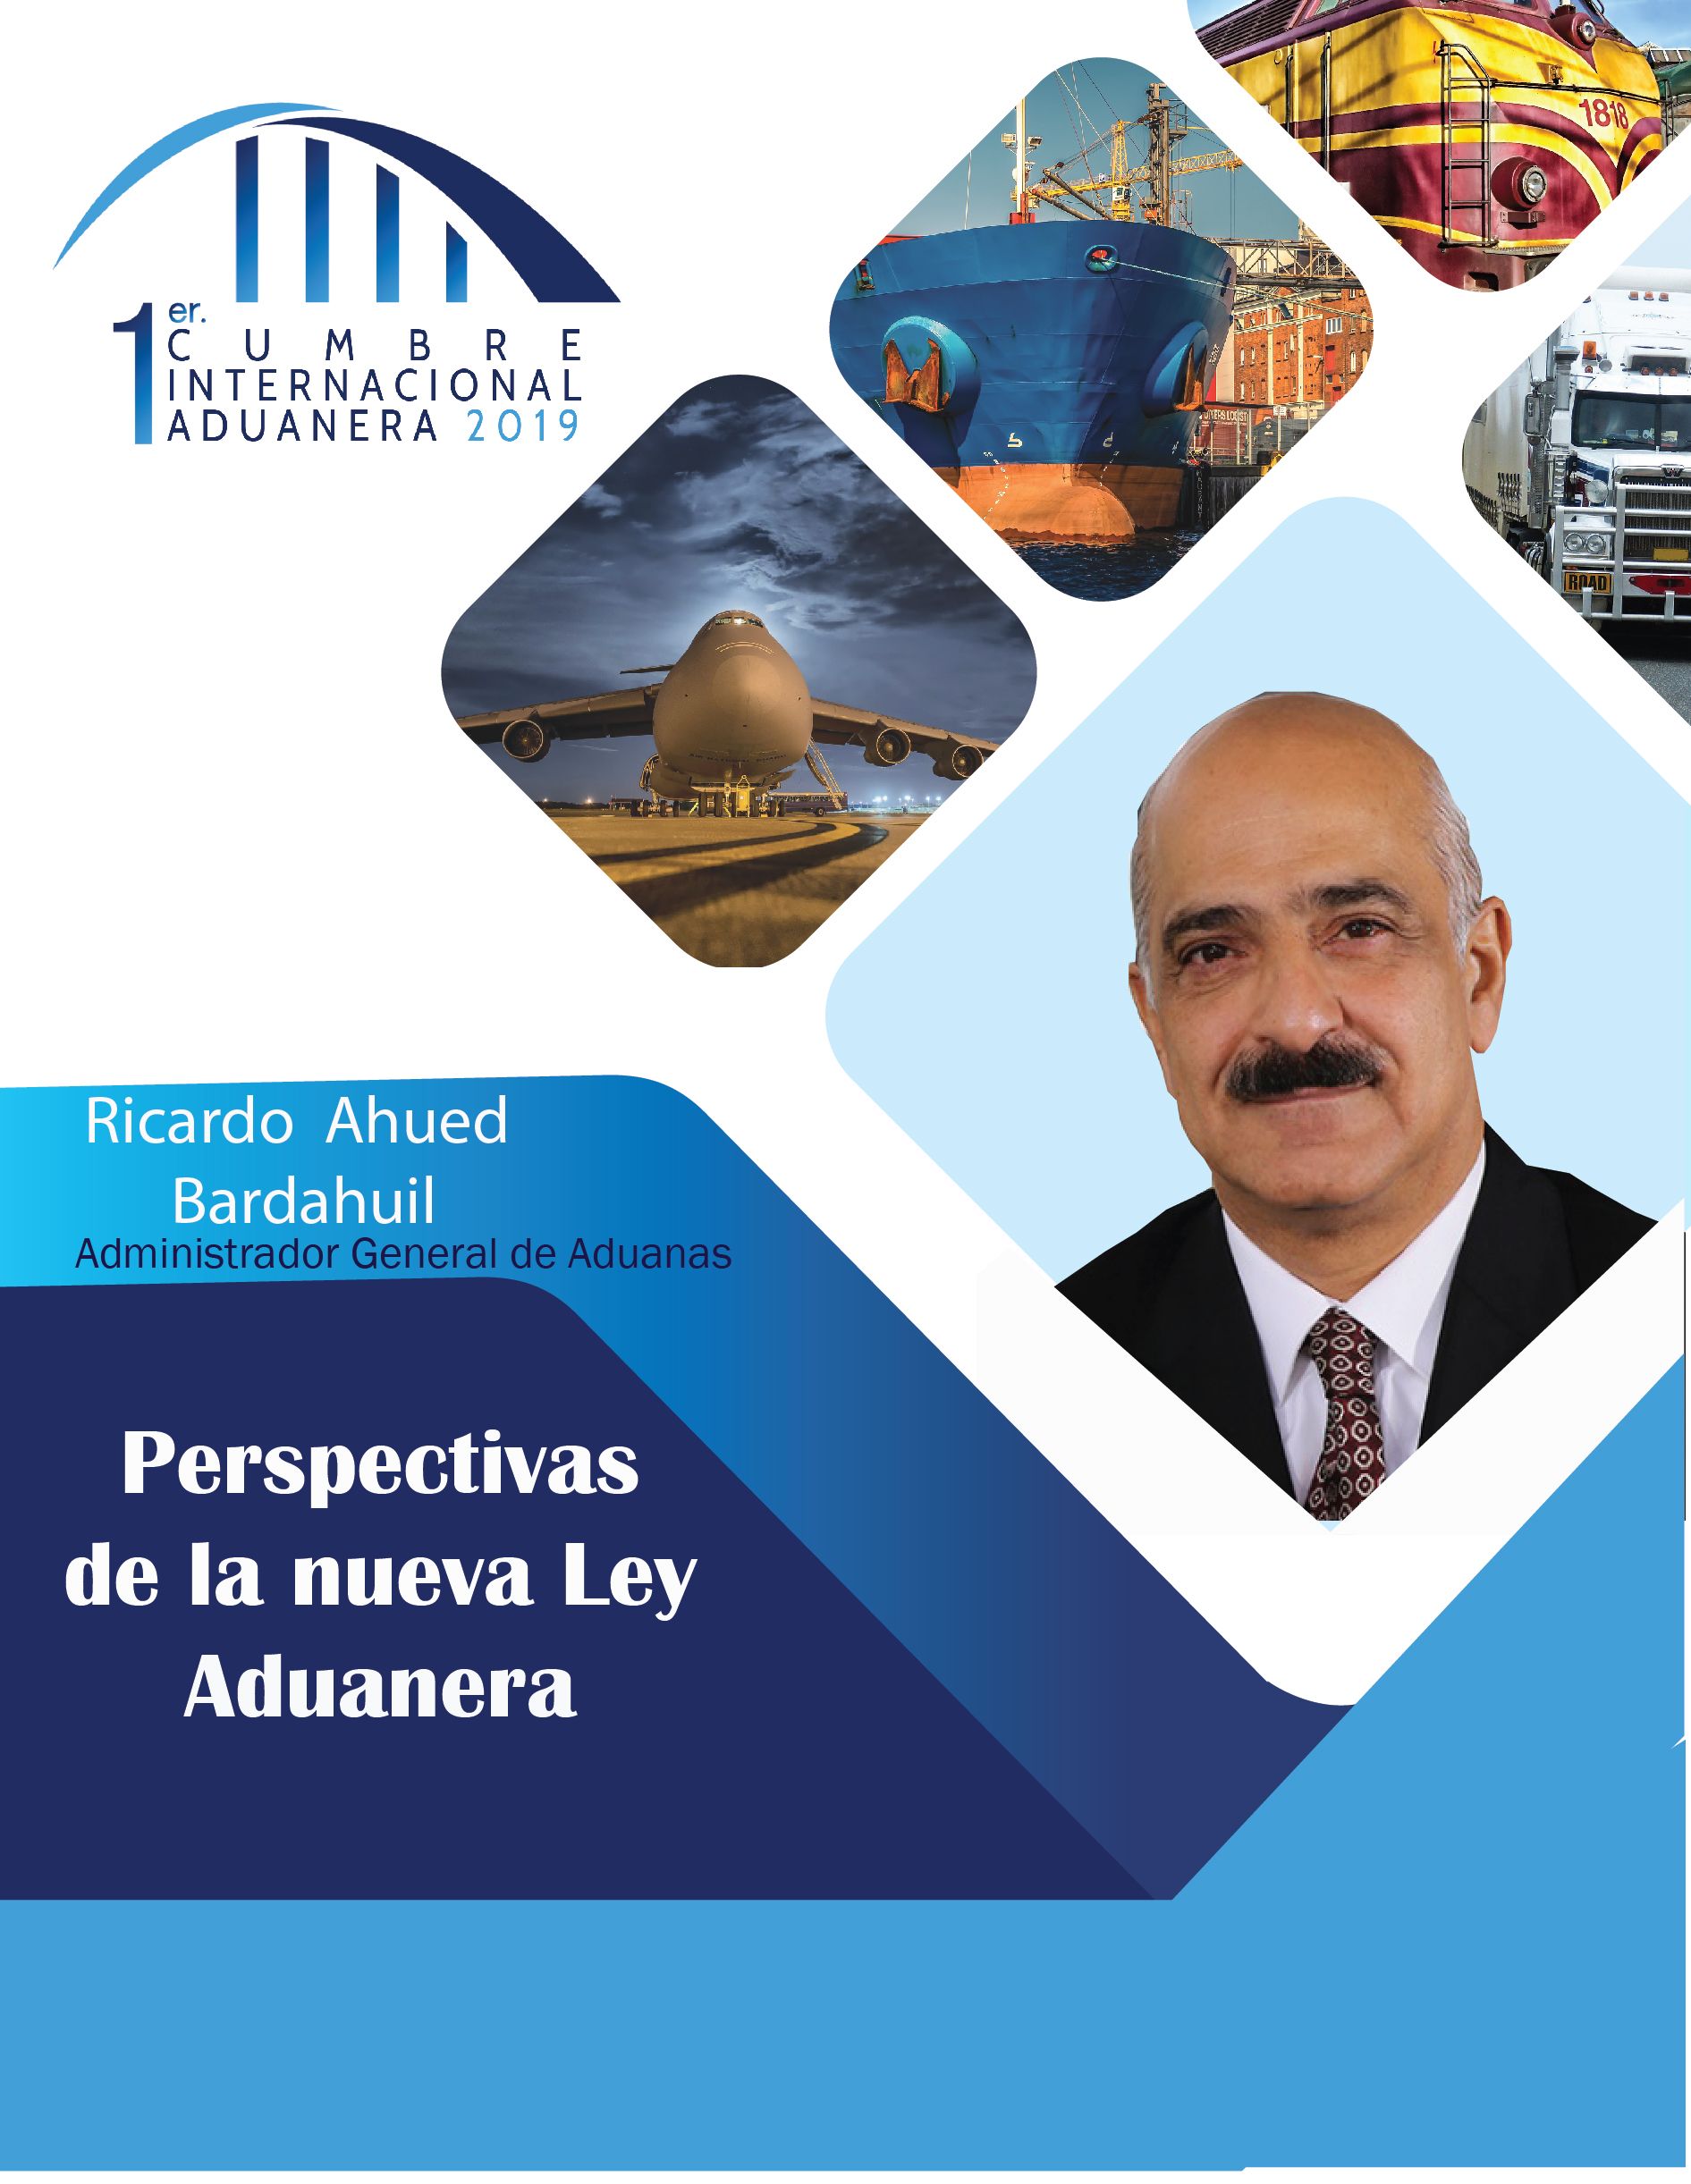 1er.
CUMBRE
INTERNACIONAL
ADUANERA 2019
1818
ROAD
Ricardo Ahued
Bardahuil
Administrador General de Aduanas
Perspectivas
de la nueva Ley
Aduanera